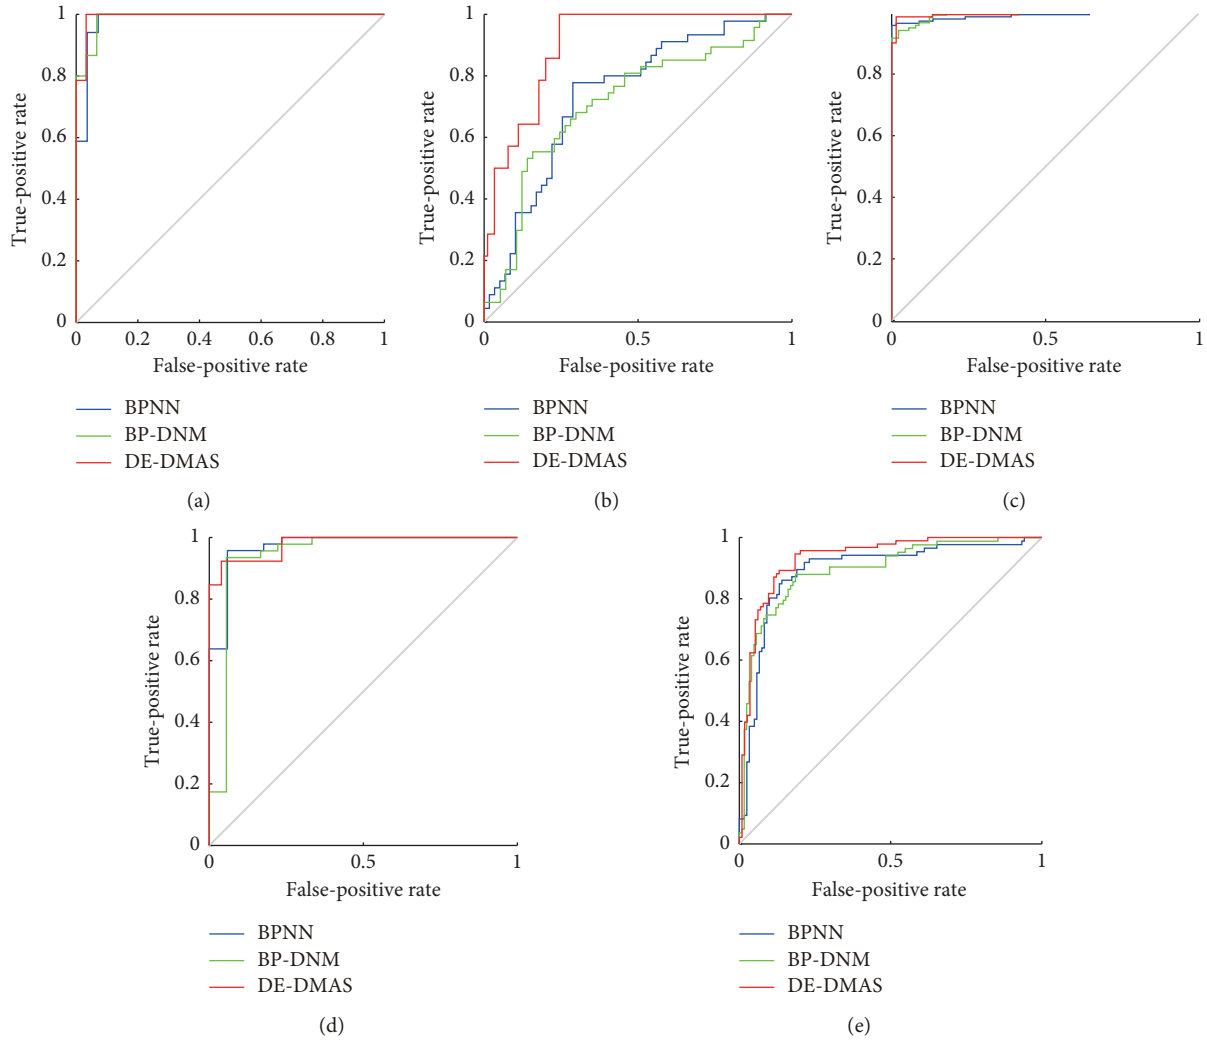 1
0.8
0.6
0.4
0.2
0
True-positive rate
0 0.2 0.4 0.6 0.8 1
False-positive rate
BPNN
BP-DNM
DE-DMAS
(a)
1
0.8
0.6
0.4
0.2
0
True-positive rate
0 0.5 1
False-positive rate
BPNN
BP-DNM
DE-DMAS
(b)
1
0.8
0.6
0.4
0.2
0
True-positive rate
0 0.5 1
False-positive rate
BPNN
BP-DNM
DE-DMAS
(c)
1
0.8
0.6
0.4
0.2
0
True-positive rate
0 0.5 1
False-positive rate
BPNN
BP-DNM
DE-DMAS
(d)
1
0.8
0.6
0.4
0.2
0
True-positive rate
0 0.5 1
False-positive rate
BPNN
BP-DNM
DE-DMAS
(e)